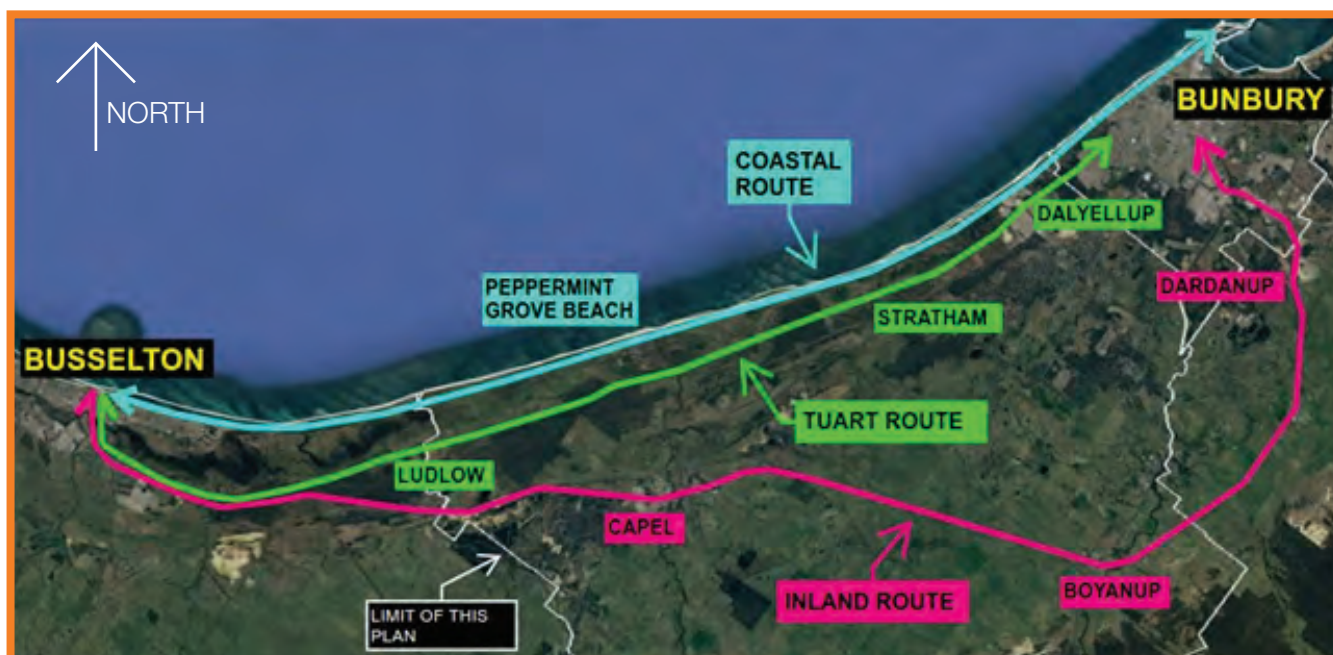 NORTH
BUNBURY
COASTAL
ROUTE
DALYELLUP
PEPPERMINT
GROVE BEACH
DARDANUP
STRATHAM
BUSSELTON
TUART ROUTE
LUDLOW
CAPEL
INLAND ROUTE
BOYANUP
LIMIT OF THIS
PLAN